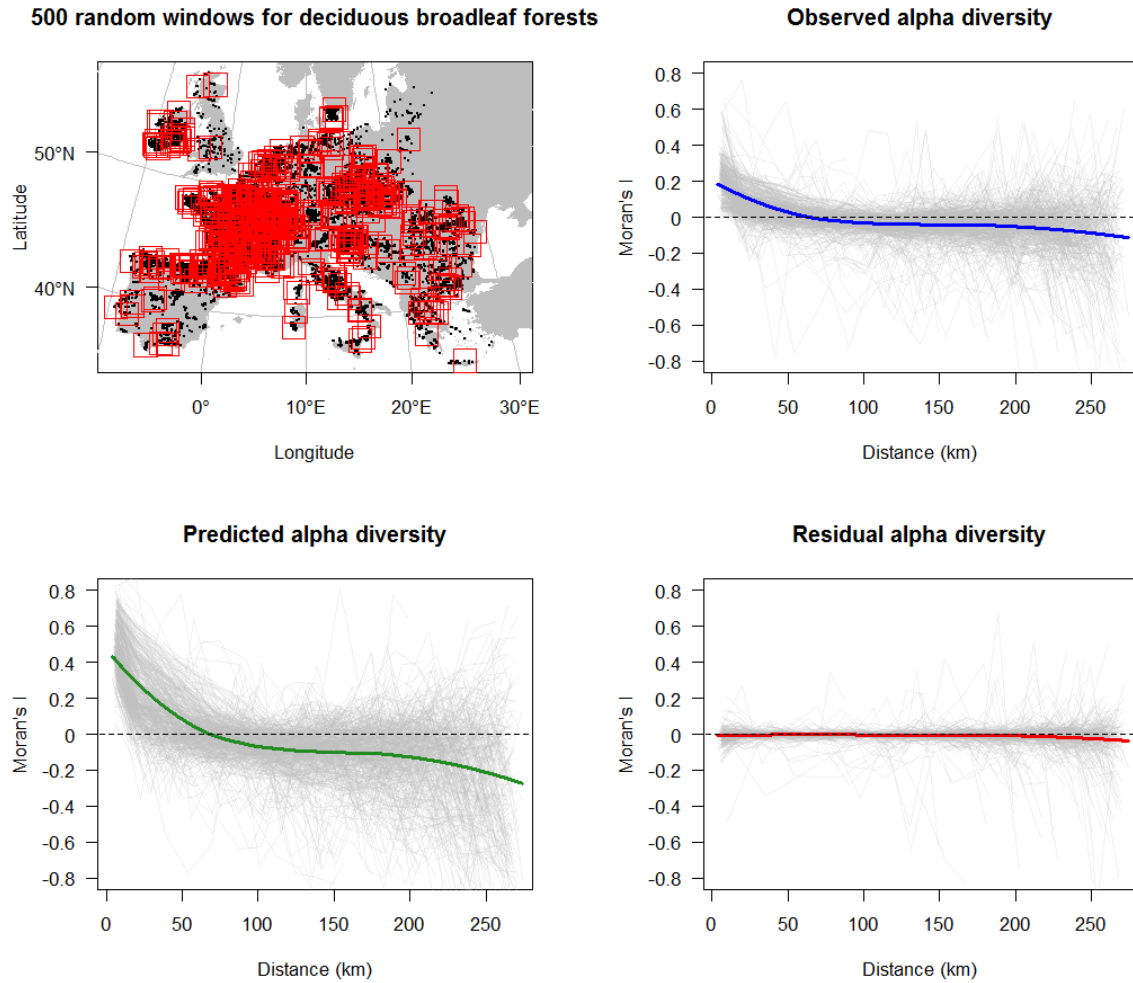 500 random windows for deciduous broadleaf forests
50°N
40°N
Latitude
0°
10°E
20°E
30°E
Longitude
Observed alpha diversity
0.8
0.6
0.4
0.2
0
-0.2
-0.4
-0.6
-0.8
Moran's I
0
50
100
150
200
250
Distance (km)
Predicted alpha diversity
0.8
0.6
0.4
0.2
0
-0.2
-0.4
-0.6
-0.8
Moran's I
0
50
100
150
200
250
Distance (km)
Residual alpha diversity
0.8
0.6
0.4
0.2
0
-0.2
-0.4
-0.6
-0.8
Moran's I
0
50
100
150
200
250
Distance (km)